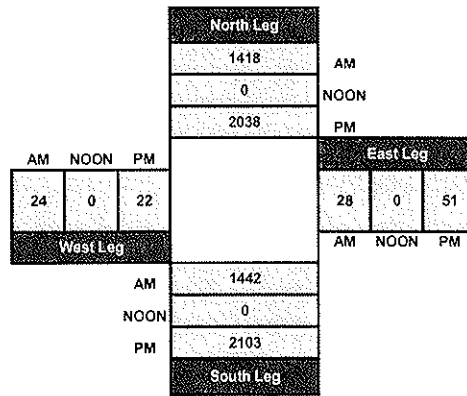 North Leg
1418 AM
0 NOON
2038 PM
AM NOON PM
24 0 22
West Leg
East Leg
28 0 51
AM NOON PM
AM 1442
NOON 0
PM 2103
South Leg